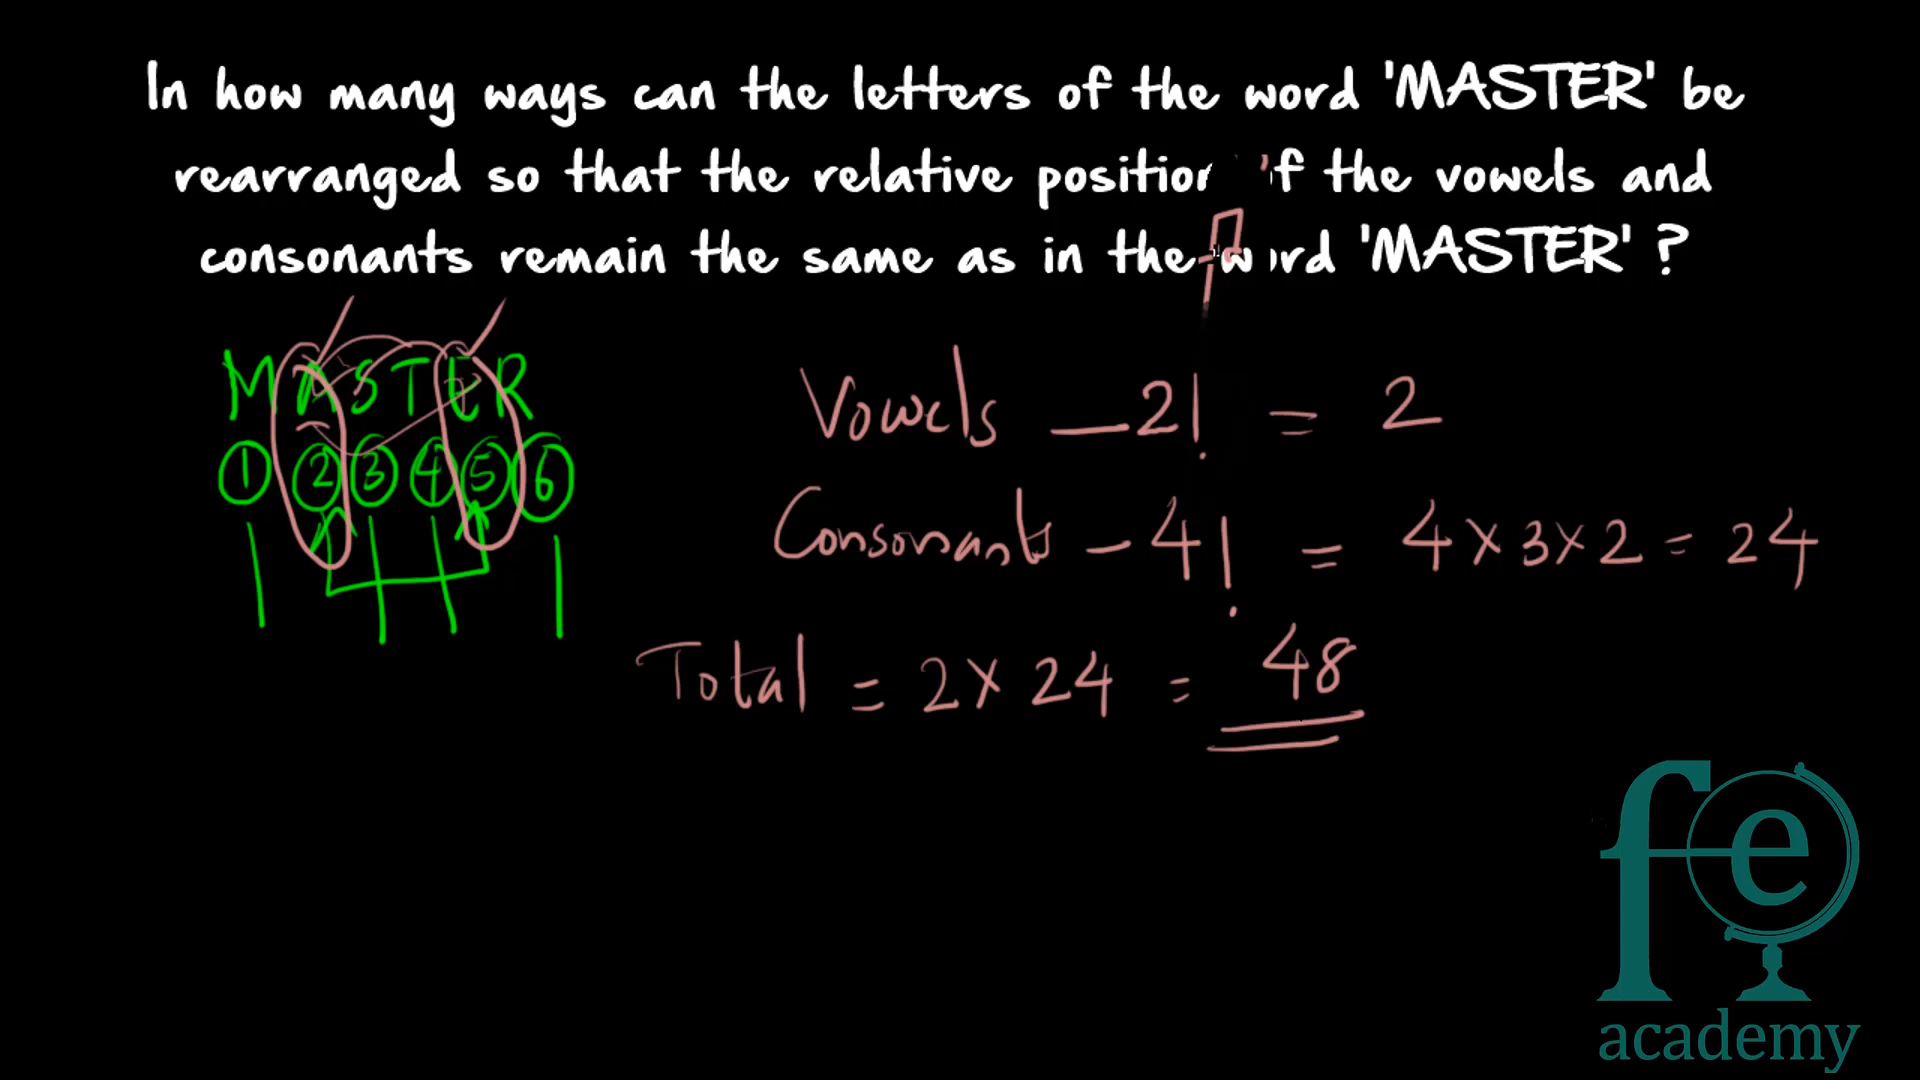 In how many ways can the letters of the word 'MASTER' be
rearranged so that the relative position of the vowels and
consonants remain the same as in the word 'MASTER' ?
MASTER
1 2 3 4 5 6
Vowels - 2! = 2
Consonants - 4! = 4 x 3 x 2 = 24
Total = 2 x 24 = 48
fe
academy